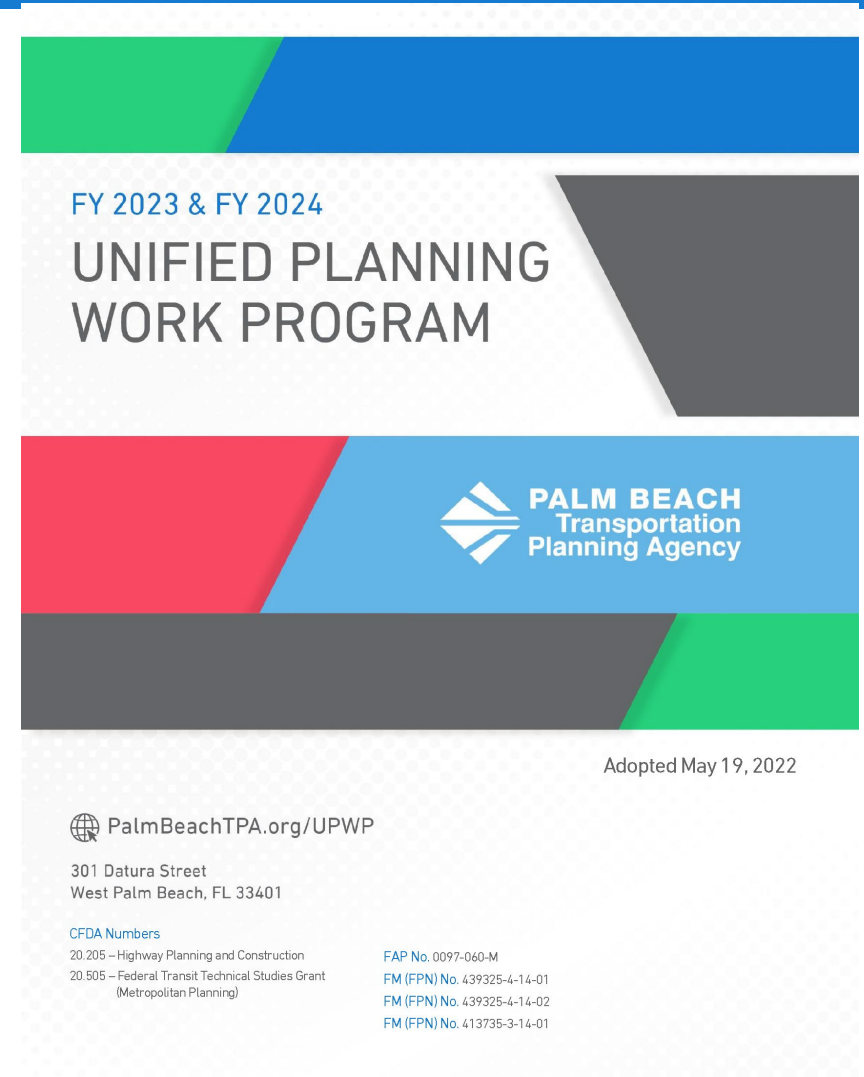 FY 2023 & FY 2024
UNIFIED PLANNING
WORK PROGRAM
PALM BEACH
Transportation
Planning Agency
Adopted May 19, 2022
PalmBeachTPA.org/UPWP
301 Datura Street
West Palm Beach, FL 33401
CFDA Numbers
20.205 – Highway Planning and Construction
20.505 – Federal Transit Technical Studies Grant
(Metropolitan Planning)
FAP No. 0097-060-M
FM (FPN) No. 439325-4-14-01
FM (FPN) No. 439325-4-14-02
FM (FPN) No. 413735-3-14-01